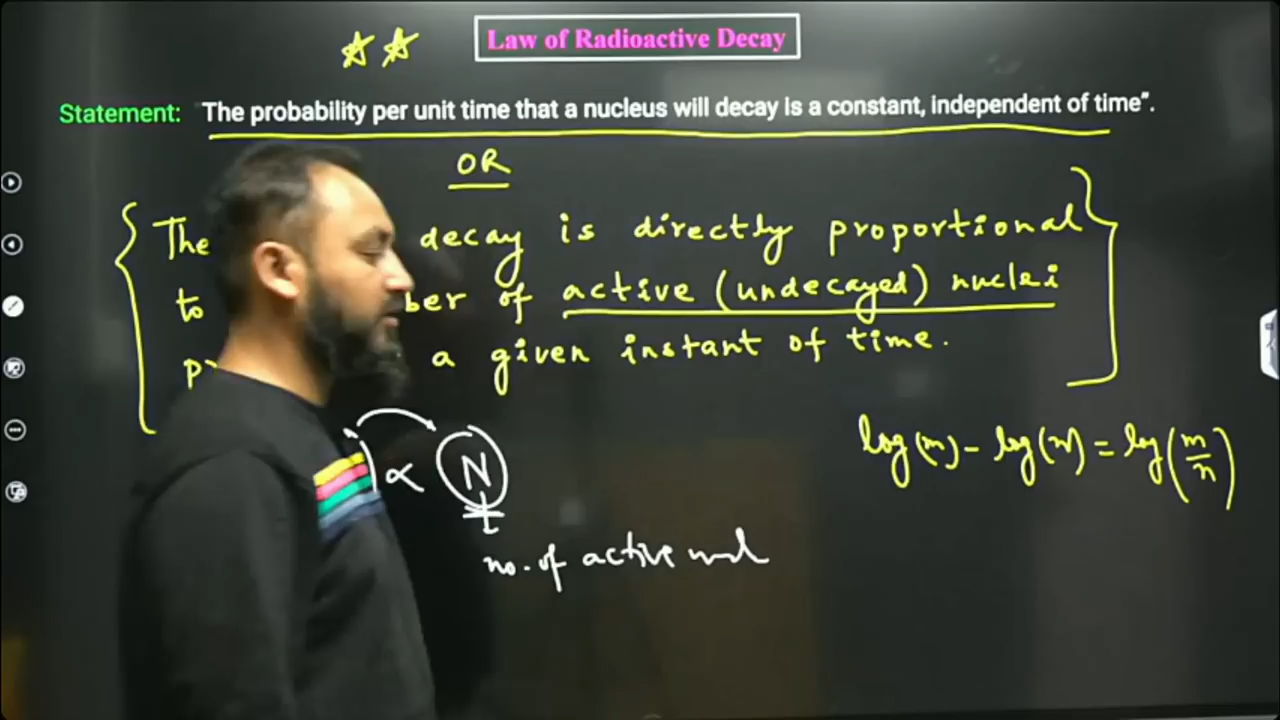 Law of Radioactive Decay
Statement: The probability per unit time that a nucleus will decay is a constant, independent of time".
OR
The decay is directly proportional
to ber of active (undecayed) nuclei
a given instant of time.
log(m) - log(n) = log(m/n)
∝ N
no. of active